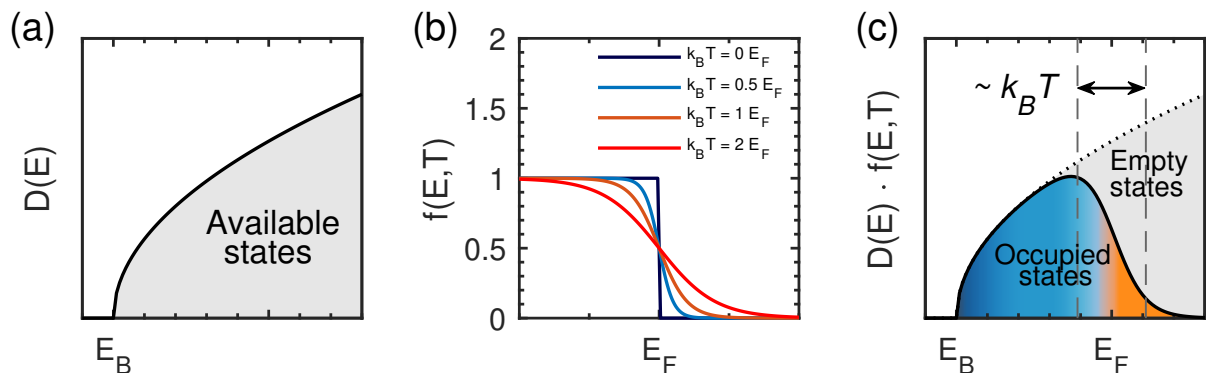 (a)
D(E)
Available
states
E_B
(b)
f(E,T)
2
1.5
1
0.5
0
k_B T = 0 E_F
k_B T = 0.5 E_F
k_B T = 1 E_F
k_B T = 2 E_F
E_F
(c)
D(E) · f(E,T)
~ k_B T
Empty
states
Occupied
states
E_B
E_F